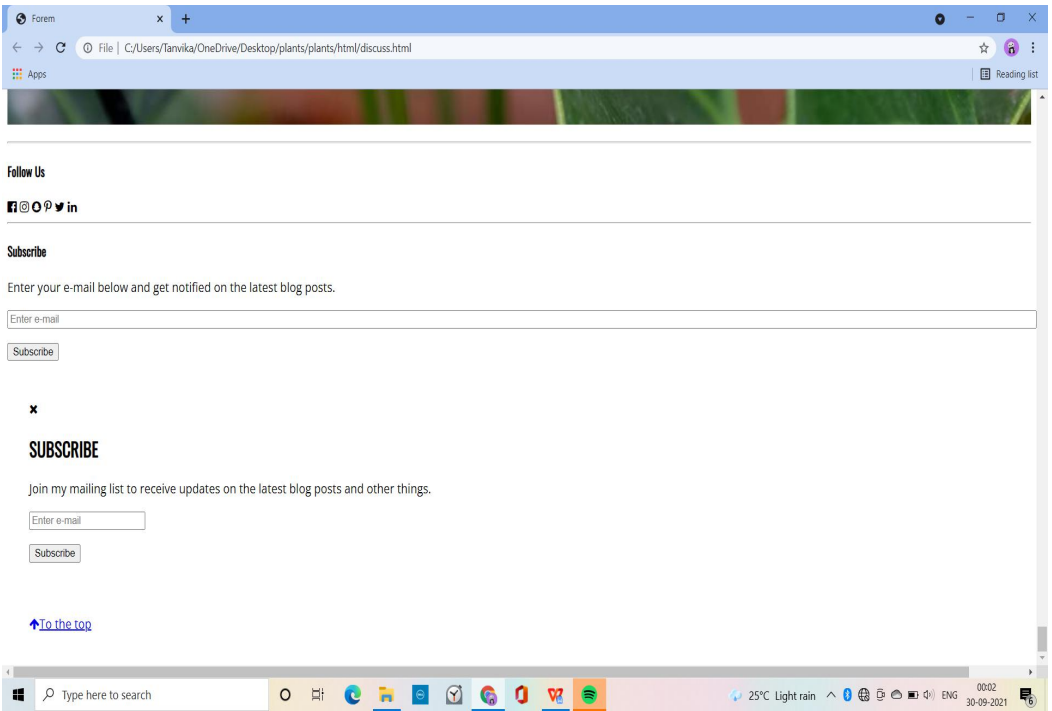 Forem
File | C:/Users/Tanvika/OneDrive/Desktop/plants/plants/html/discuss.html
Apps
Reading list
Follow Us
Subscribe
Enter your e-mail below and get notified on the latest blog posts.
Enter e-mail
Subscribe
SUBSCRIBE
Join my mailing list to receive updates on the latest blog posts and other things.
Enter e-mail
Subscribe
To the top
Type here to search
25°C Light rain
ENG
00:02
30-09-2021
6